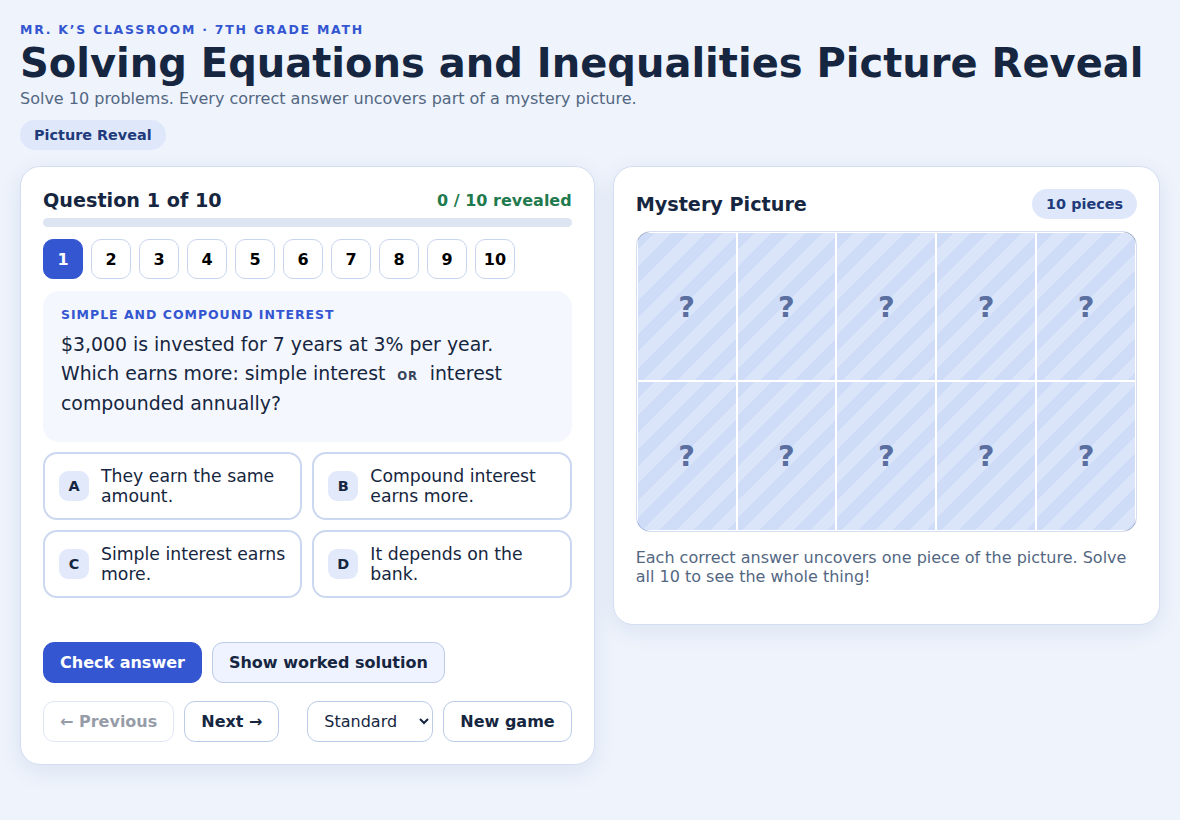 MR. K’S CLASSROOM · 7TH GRADE MATH
Solving Equations and Inequalities Picture Reveal
Solve 10 problems. Every correct answer uncovers part of a mystery picture.
Picture Reveal
Question 1 of 10
0 / 10 revealed
1 2 3 4 5 6 7 8 9 10
SIMPLE AND COMPOUND INTEREST
$3,000 is invested for 7 years at 3% per year.
Which earns more: simple interest OR interest
compounded annually?
A They earn the same
amount.
B Compound interest
earns more.
C Simple interest earns
more.
D It depends on the
bank.
Check answer
Show worked solution
← Previous
Next →
Standard
New game
Mystery Picture
10 pieces
? ? ? ? ?
? ? ? ? ?
Each correct answer uncovers one piece of the picture. Solve
all 10 to see the whole thing!